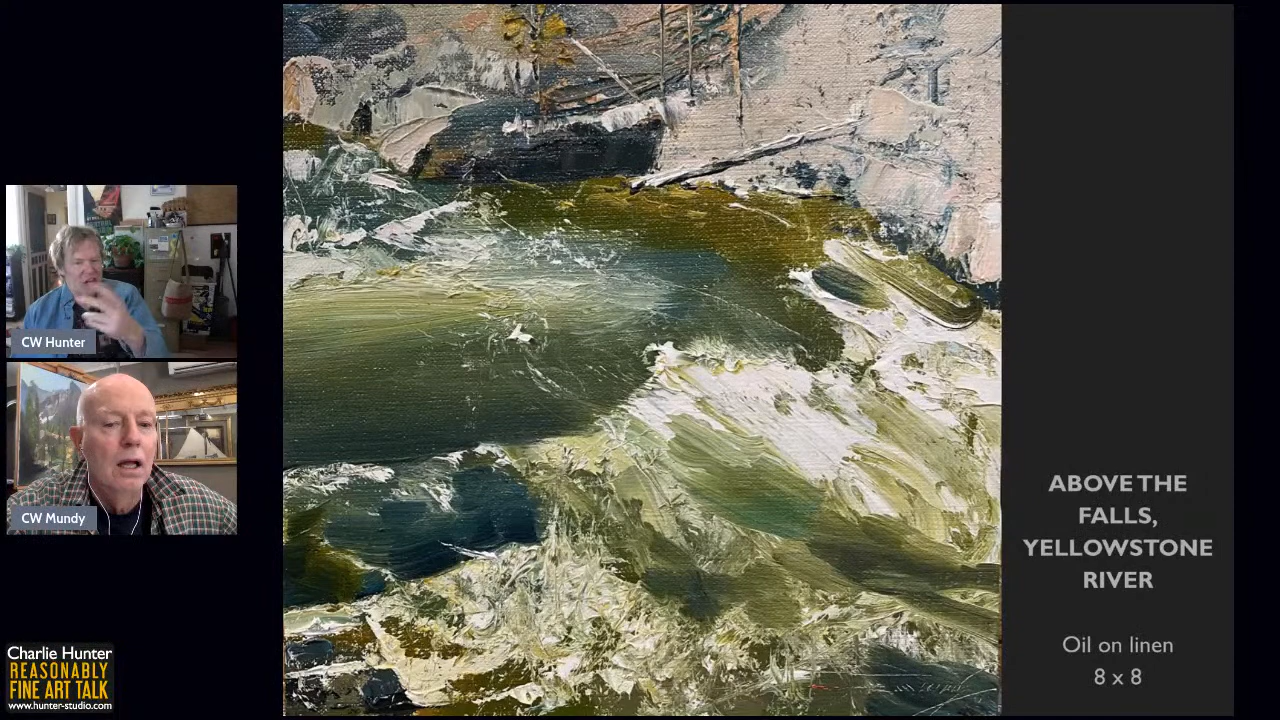 CW Hunter
CW Mundy
Charlie Hunter
REASONABLY
FINE ART TALK
www.hunter-studio.com
ABOVE THE
FALLS,
YELLOWSTONE
RIVER
Oil on linen
8 x 8